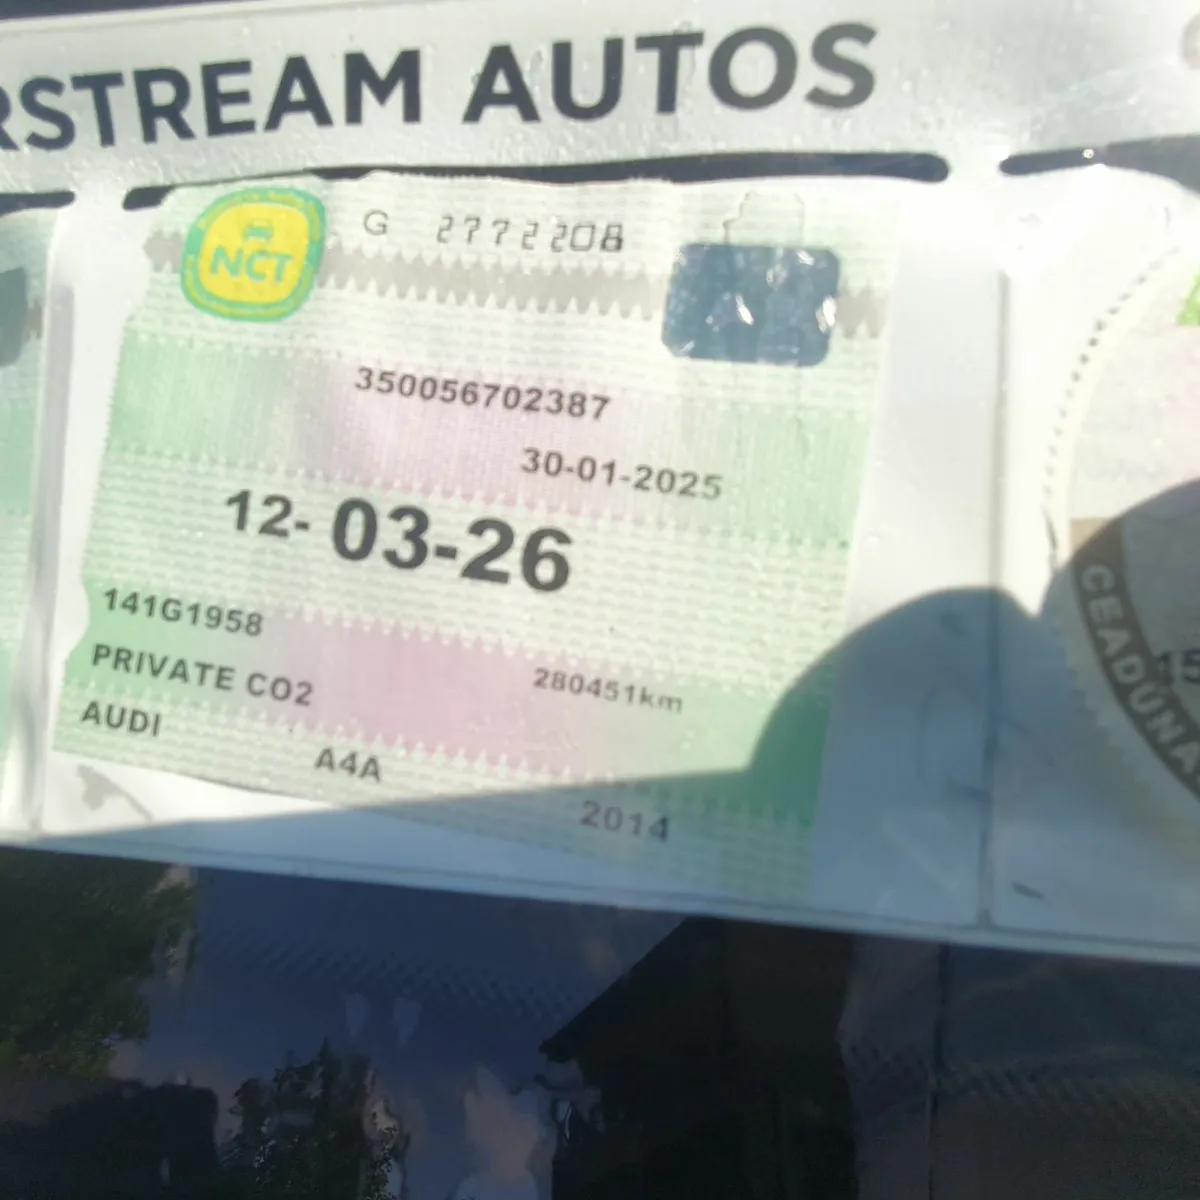 RSTREAM AUTOS
NCT
G 2772208
350056702387
30-01-2025
12- 03-26
141G1958
PRIVATE CO2
280451km
AUDI
A4A
2014
CEADÚNA
15